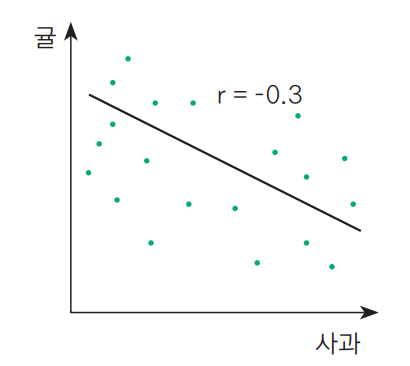 귤
r = -0.3
사과